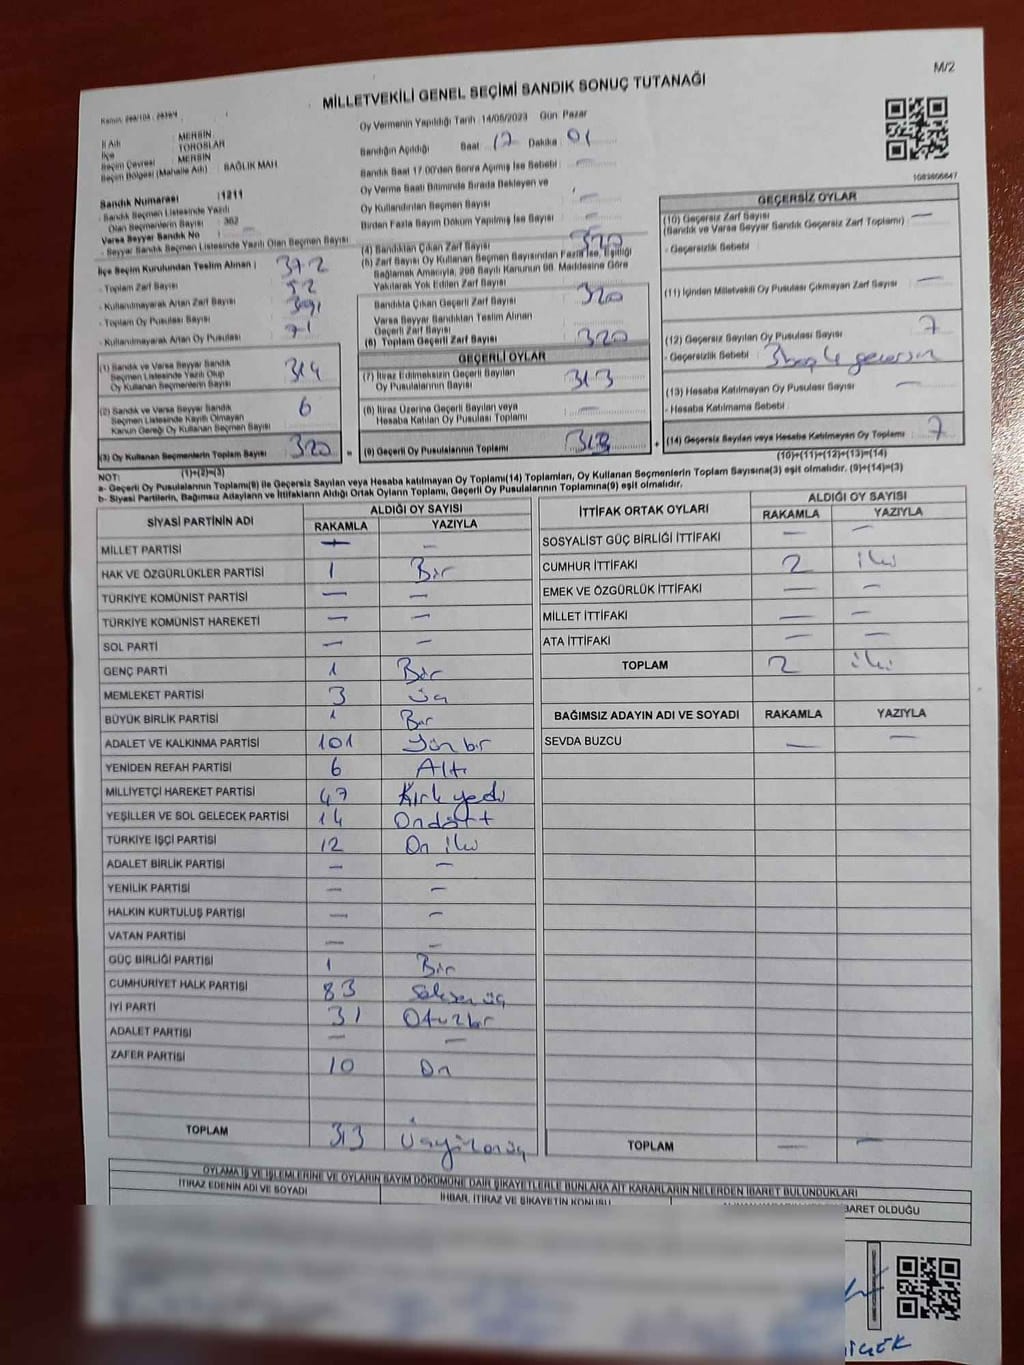 M/2
MİLLETVEKİLİ GENEL SEÇİMİ SANDIK SONUÇ TUTANAĞI
İl Adı : MERSİN
İlçe : TOROSLAR
Seçim Çevresi : MERSİN
Seçim Bölgesi (Mahalle Adı) : SAĞLIK MAH
Sandık Numarası : 1211
- Sandık Seçmen Listesinde Yazılı
Olan Seçmenlerin Sayısı : 362
Varsa Seyyar Sandık No :
- Seyyar Sandık Seçmen Listesinde Yazılı Olan Seçmen Sayısı :
İlçe Seçim Kurulundan Teslim Alınan ;
- Toplam Zarf Sayısı 372
- Kullanılmayarak Artan Zarf Sayısı 52
- Toplam Oy Pusulası Sayısı 391
- Kullanılmayarak Artan Oy Pusulası 71
(1) Sandık ve Varsa Seyyar Sandık
Seçmen Listesinde Yazılı Olup
Oy Kullanan Seçmenlerin Sayısı 314
(2) Sandık ve Varsa Seyyar Sandık
Seçmen Listesinde Kayıtlı Olmayan
Kanun Gereği Oy Kullanan Seçmen Sayısı 6
(3) Oy Kullanan Seçmenlerin Toplam Sayısı 320
(1)+(2)=(3)
Oy Vermenin Yapıldığı Tarih : 14/05/2023 Gün: Pazar
Sandığın Açıldığı Saat 17 Dakika 01
Sandık Saat 17.00'den Sonra Açılmış İse Sebebi : —
Oy Verme Saati Bitiminde Sırada Bekleyen ve
Oy Kullandırılan Seçmen Sayısı : —
Birden Fazla Sayım Döküm Yapılmış İse Sayısı : —
(4) Sandıktan Çıkan Zarf Sayısı 320
(5) Zarf Sayısı Oy Kullanan Seçmen Sayısından Fazla İse, Eşitliği
Sağlamak Amacıyla, 298 Sayılı Kanunun 98. Maddesine Göre
Yakılarak Yok Edilen Zarf Sayısı :
Sandıkta Çıkan Geçerli Zarf Sayısı 320
Varsa Seyyar Sandıktan Teslim Alınan
Geçerli Zarf Sayısı
(6) Toplam Geçerli Zarf Sayısı 320
GEÇERLİ OYLAR
(7) İtiraz Edilmeksizin Geçerli Sayılan
Oy Pusulalarının Sayısı 313
(8) İtiraz Üzerine Geçerli Sayılan veya
Hesaba Katılan Oy Pusulası Toplamı —
(9) Geçerli Oy Pusulalarının Toplamı 313
1083806847
GEÇERSİZ OYLAR
(10) Geçersiz Zarf Sayısı —
(Sandık ve Varsa Seyyar Sandık Geçersiz Zarf Toplamı)
- Geçersizlik Sebebi :
(11) İçinden Milletvekili Oy Pusulası Çıkmayan Zarf Sayısı —
(12) Geçersiz Sayılan Oy Pusulası Sayısı 7
- Geçersizlik Sebebi :
(13) Hesaba Katılmayan Oy Pusulası Sayısı —
- Hesaba Katılmama Sebebi :
(14) Geçersiz Sayılan veya Hesaba Katılmayan Oy Toplamı : 7
(10)+(11)+(12)+(13)=(14)
NOT:
a- Geçerli Oy Pusulalarının Toplamı(9) ile Geçersiz Sayılan veya Hesaba Katılmayan Oy Toplamı(14) Toplamları, Oy Kullanan Seçmenlerin Toplam Sayısına(3) eşit olmalıdır. (9)+(14)=(3)
b- Siyasi Partilerin, Bağımsız Adayların ve İttifakların Aldığı Ortak Oyların Toplamı, Geçerli Oy Pusulalarının Toplamına(9) eşit olmalıdır.
SİYASİ PARTİNİN ADI ALDIĞI OY SAYISI
RAKAMLA YAZIYLA
MİLLET PARTİSİ — —
HAK VE ÖZGÜRLÜKLER PARTİSİ 1 Bir
TÜRKİYE KOMÜNİST PARTİSİ — —
TÜRKİYE KOMÜNİST HAREKETİ — —
SOL PARTİ — —
GENÇ PARTİ 1 Bir
MEMLEKET PARTİSİ 3 üç
BÜYÜK BİRLİK PARTİSİ 1 Bir
ADALET VE KALKINMA PARTİSİ 101 Yüz bir
YENİDEN REFAH PARTİSİ 6 Altı
MİLLİYETÇİ HAREKET PARTİSİ 47 Kırk yedi
YEŞİLLER VE SOL GELECEK PARTİSİ 14 Ondört
TÜRKİYE İŞÇİ PARTİSİ 12 On iki
ADALET BİRLİK PARTİSİ — —
YENİLİK PARTİSİ — —
HALKIN KURTULUŞ PARTİSİ — —
VATAN PARTİSİ — —
GÜÇ BİRLİĞİ PARTİSİ 1 Bir
CUMHURİYET HALK PARTİSİ 83 Seksen üç
İYİ PARTİ 31 Otuzbir
ADALET PARTİSİ — —
ZAFER PARTİSİ 10 On
TOPLAM 313 Üçyüzonüç
İTTİFAK ORTAK OYLARI ALDIĞI OY SAYISI
RAKAMLA YAZIYLA
SOSYALİST GÜÇ BİRLİĞİ İTTİFAKI — —
CUMHUR İTTİFAKI 2 iki
EMEK VE ÖZGÜRLÜK İTTİFAKI — —
MİLLET İTTİFAKI — —
ATA İTTİFAKI — —
TOPLAM 2 iki
BAĞIMSIZ ADAYIN ADI VE SOYADI RAKAMLA YAZIYLA
SEVDA BUZCU — —
TOPLAM — —
OYLAMA İŞ VE İŞLEMLERİNE VE OYLARIN SAYIM DÖKÜMÜNE DAİR ŞİKAYETLERLE BUNLARA AİT KARARLARIN NELERDEN İBARET BULUNDUKLARI
İTİRAZ EDENİN ADI VE SOYADI
İHBAR, İTİRAZ VE ŞİKAYETİN KONUSU
BARET OLDUĞU